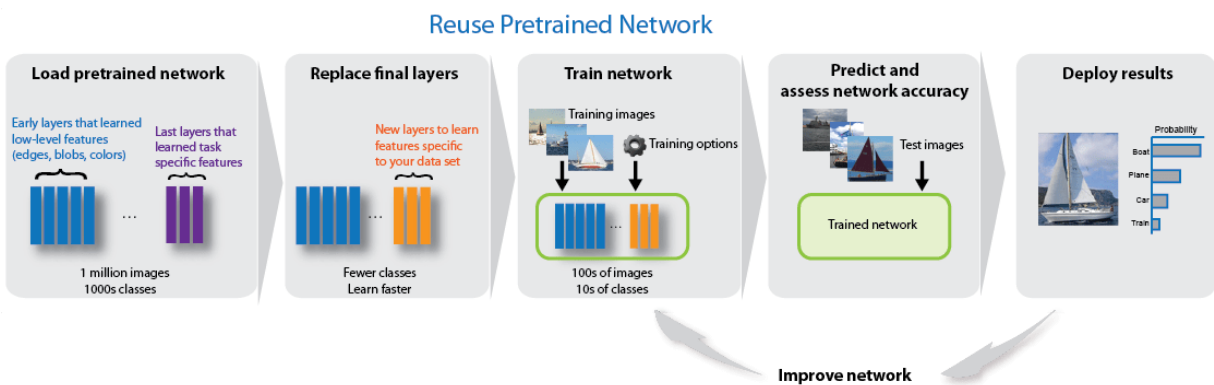 Reuse Pretrained Network
Load pretrained network
Early layers that learned
low-level features
(edges, blobs, colors)
Last layers that
learned task
specific features
...
1 million images
1000s classes
Replace final layers
New layers to learn
features specific
to your data set
...
Fewer classes
Learn faster
Train network
Training images
Training options
...
100s of images
10s of classes
Predict and
assess network accuracy
Test images
Trained network
Deploy results
Probability
Boat
Plane
Car
Train
Improve network